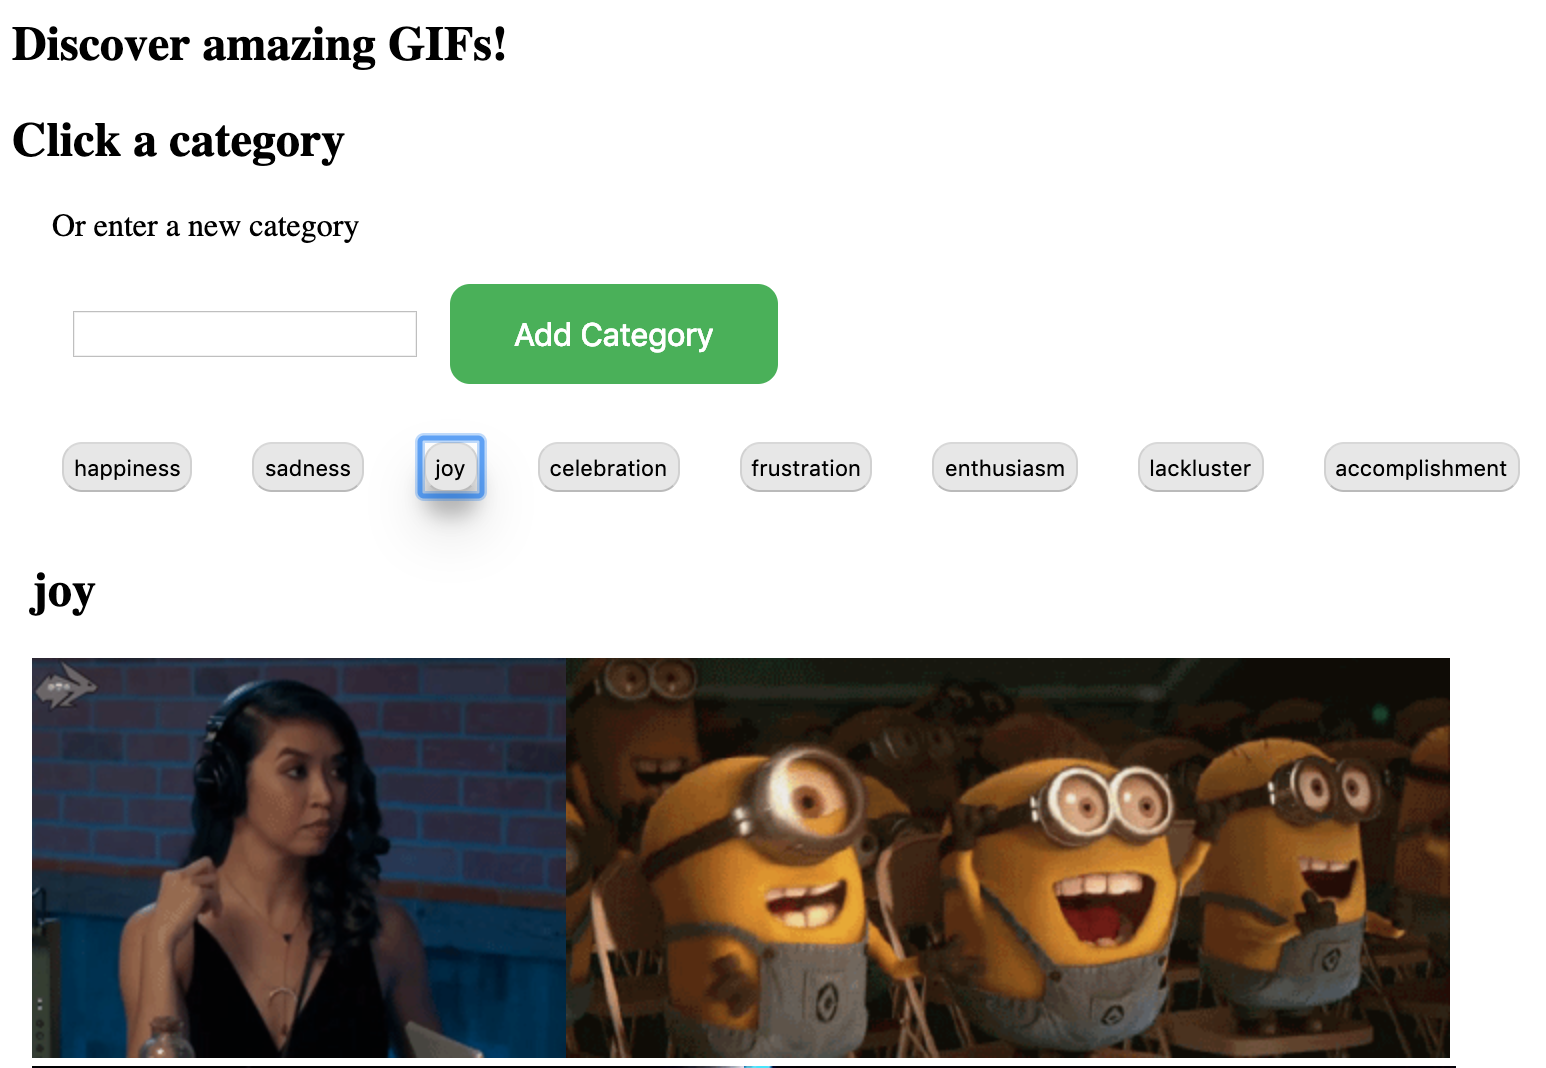 Discover amazing GIFs!
Click a category
Or enter a new category
Add Category
happiness sadness joy celebration frustration enthusiasm lackluster accomplishment
joy